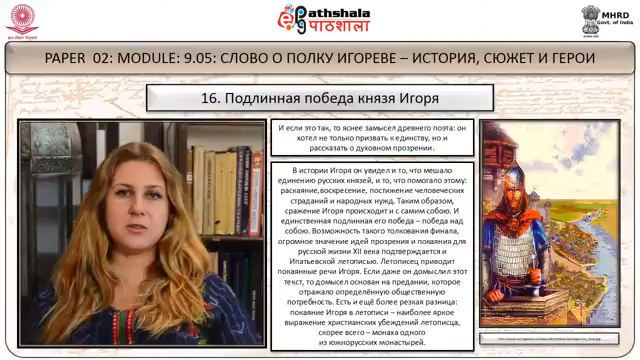 ePathshala
पाठशाला
MHRD
Govt. of India
PAPER 02: MODULE: 9.05: СЛОВО О ПОЛКУ ИГОРЕВЕ – ИСТОРИЯ, СЮЖЕТ И ГЕРОИ
16. Подлинная победа князя Игоря
И если это так, то яснее замысел древнего поэта: он
хотел не только призвать к единству, но и
рассказать о духовном прозрении.
В истории Игоря он увидел и то, что мешало
единению русских князей, и то, что помогало этому:
раскаяние,воскресение, постижение человеческих
страданий и народных нужд. Таким образом,
сражение Игоря происходит и с самим собою. И
единственная подлинная его победа – победа над
собою. Возможность такого толкования финала,
огромное значение идей прозрения и покаяния для
русской жизни XII века подтверждается и
Ипатьевской летописью. Летописец приводит
покаянные речи Игоря. Если даже он домыслил этот
текст, то домысел основан на предании, которое
отражало определённую общественную
потребность. Есть и ещё более резкая разница:
покаяние Игоря в летописи – наиболее яркое
выражение христианских убеждений летописца,
скорее всего – монаха одного
из южнорусских монастырей.